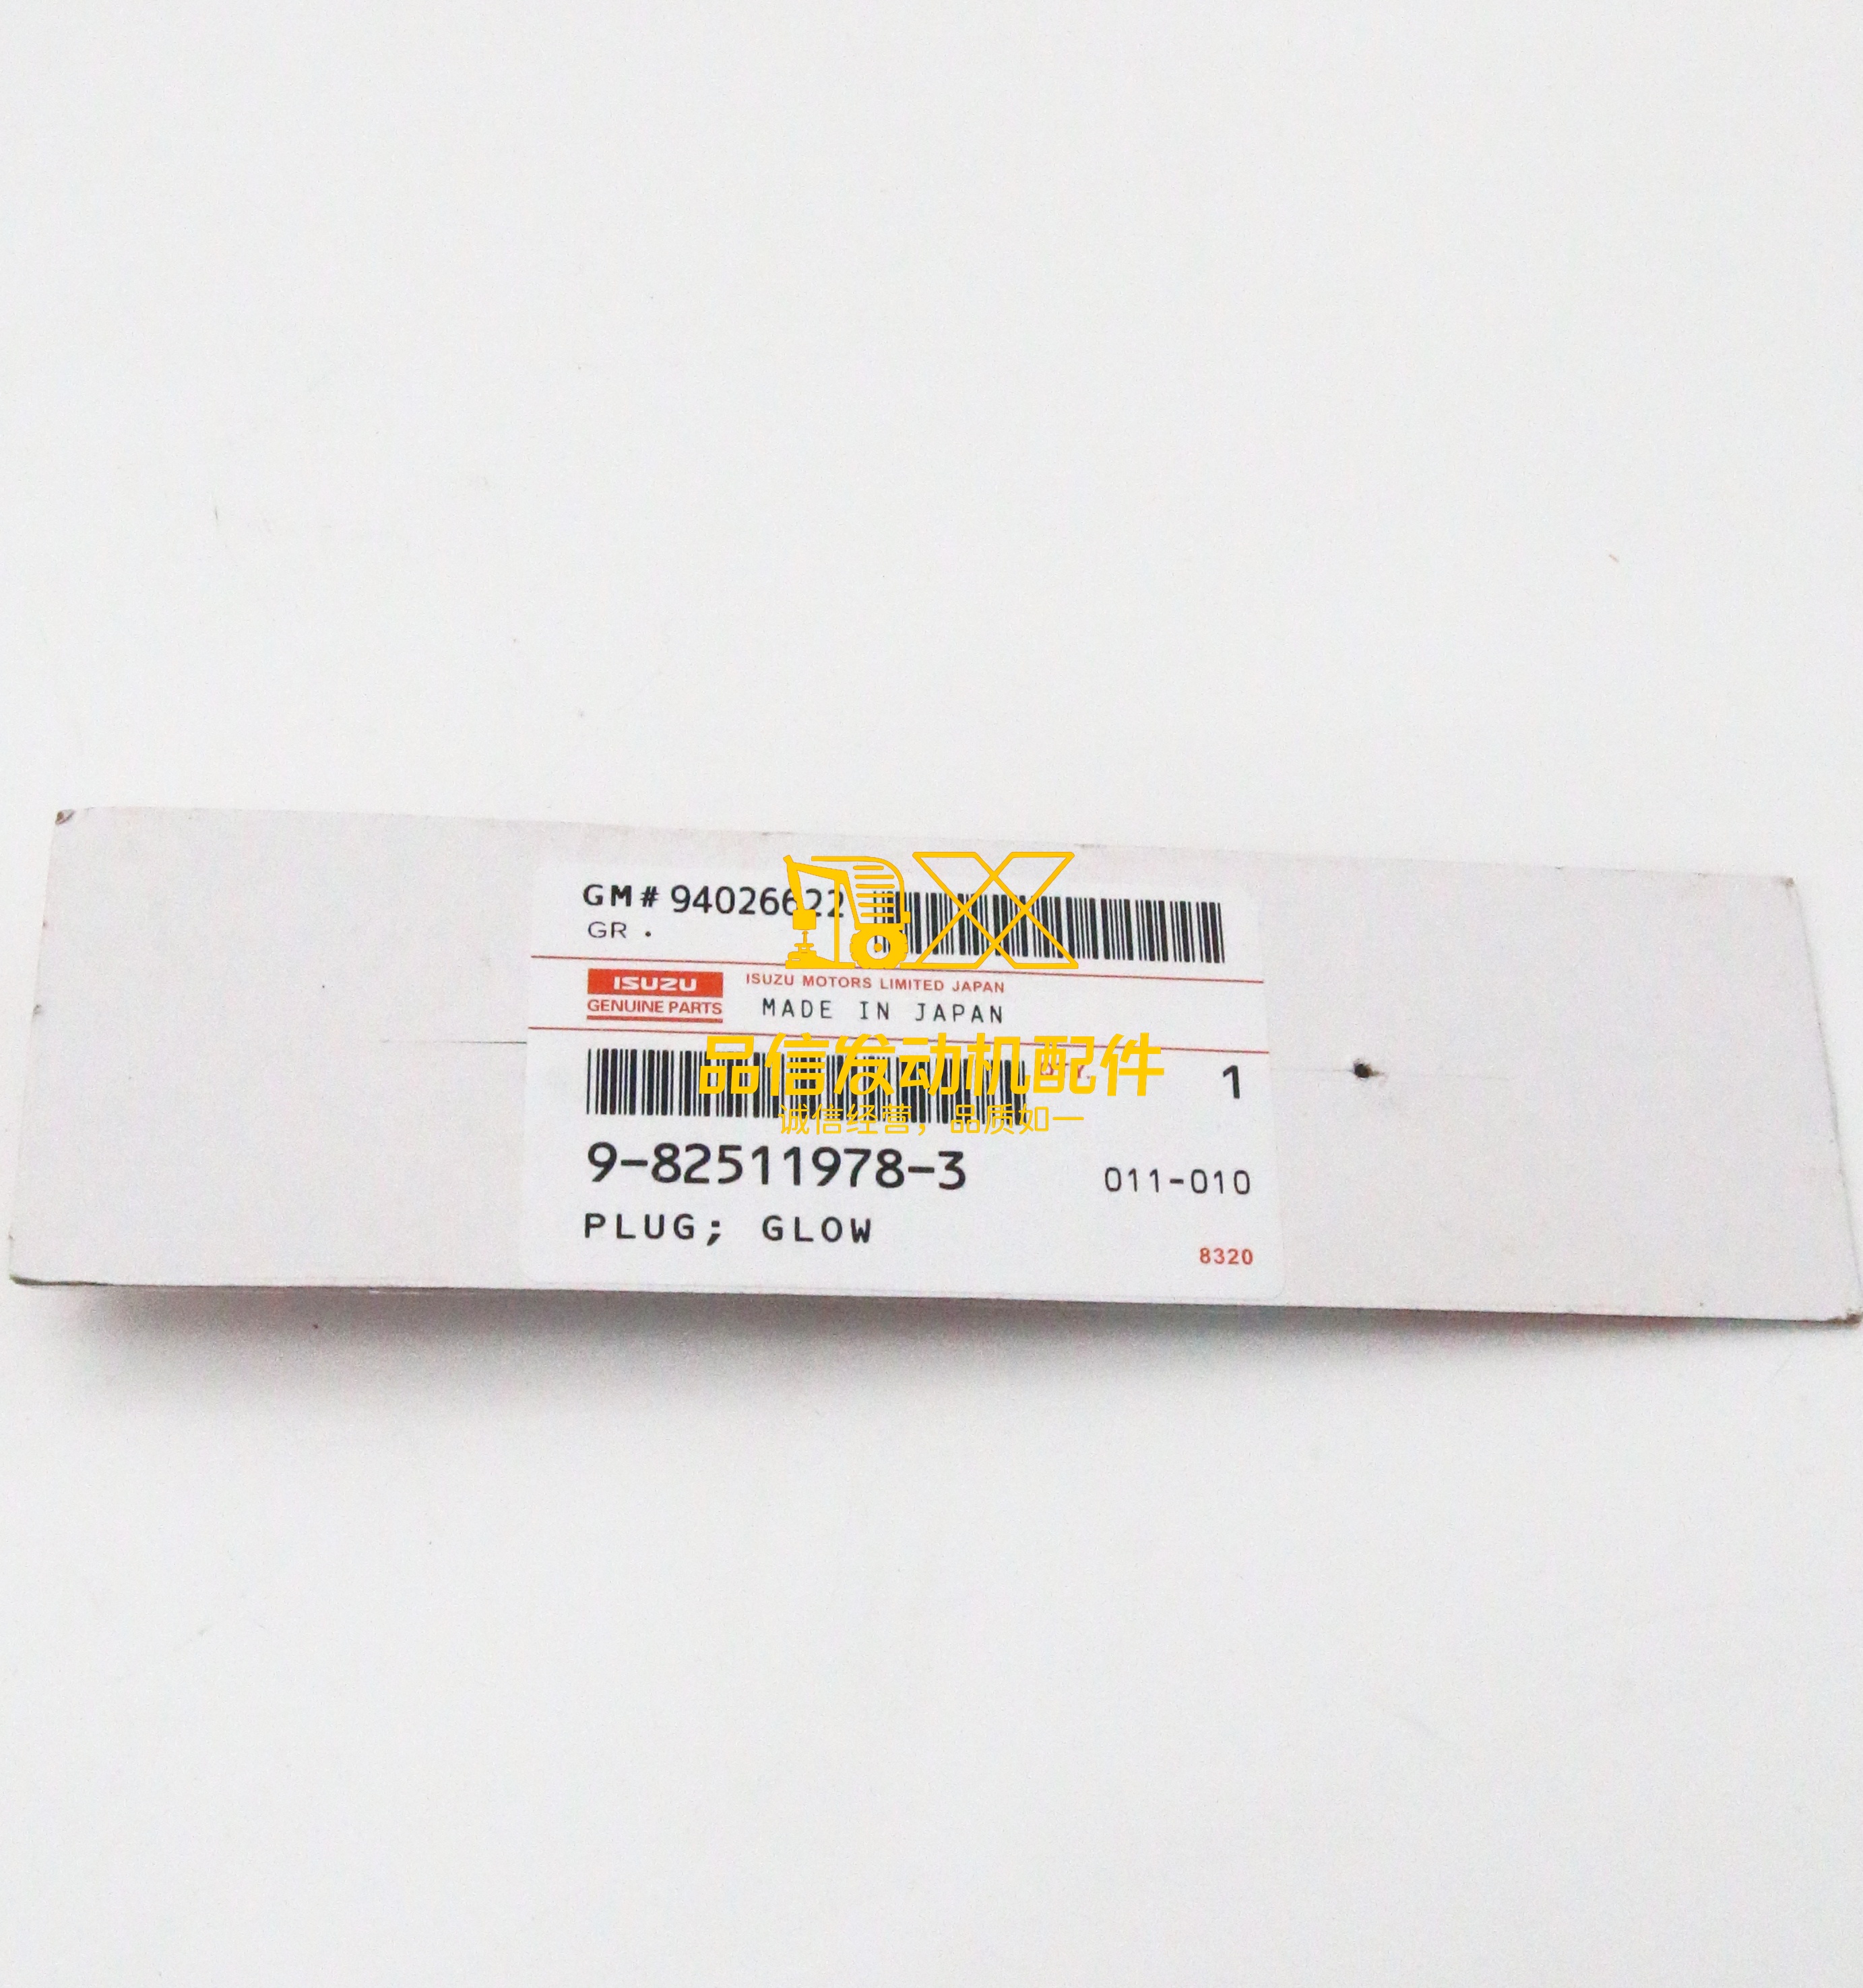 GM# 94026622
GR .
ISUZU
GENUINE PARTS
ISUZU MOTORS LIMITED JAPAN
MADE IN JAPAN
品信发动机配件
QTY.
1
诚信经营，品质如一
9-82511978-3
011-010
PLUG; GLOW
8320